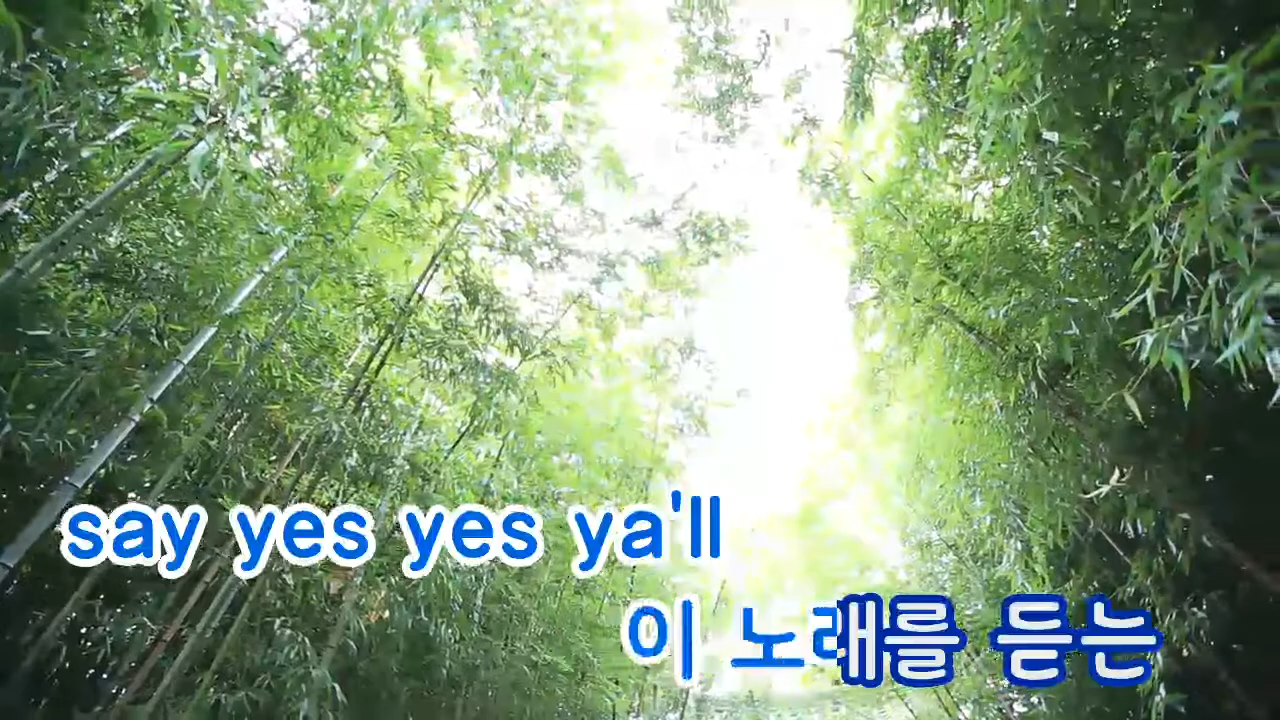 say yes yes ya'll
이 노래를 듣는